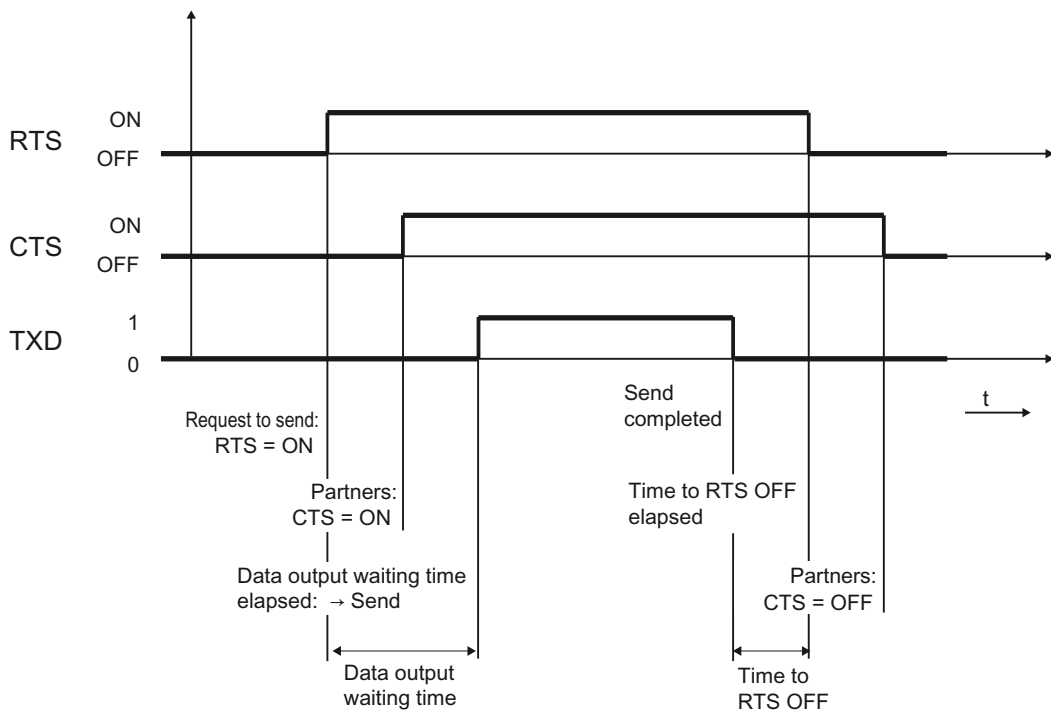 ON
RTS
OFF
ON
CTS
OFF
1
TXD
0
Request to send:
RTS = ON
Send
completed
t
Partners:
CTS = ON
Time to RTS OFF
elapsed
Data output waiting time
elapsed: → Send
Partners:
CTS = OFF
Data output
waiting time
Time to
RTS OFF